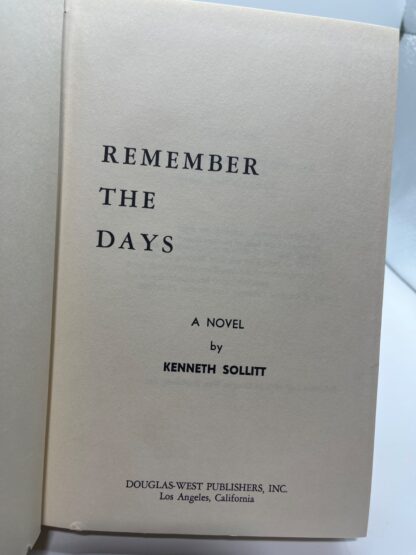 REMEMBER
THE
DAYS
A NOVEL
by
KENNETH SOLLITT
DOUGLAS-WEST PUBLISHERS, INC.
Los Angeles, California